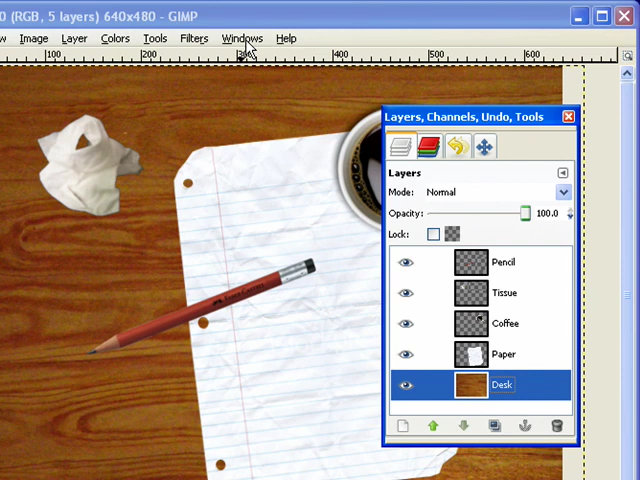 0 (RGB, 5 layers) 640x480 - GIMP
w Image Layer Colors Tools Filters Windows Help
100 200 300 400 500 600
Layers, Channels, Undo, Tools
Layers
Mode: Normal
Opacity: 100.0
Lock:
Pencil
Tissue
Coffee
Paper
Desk